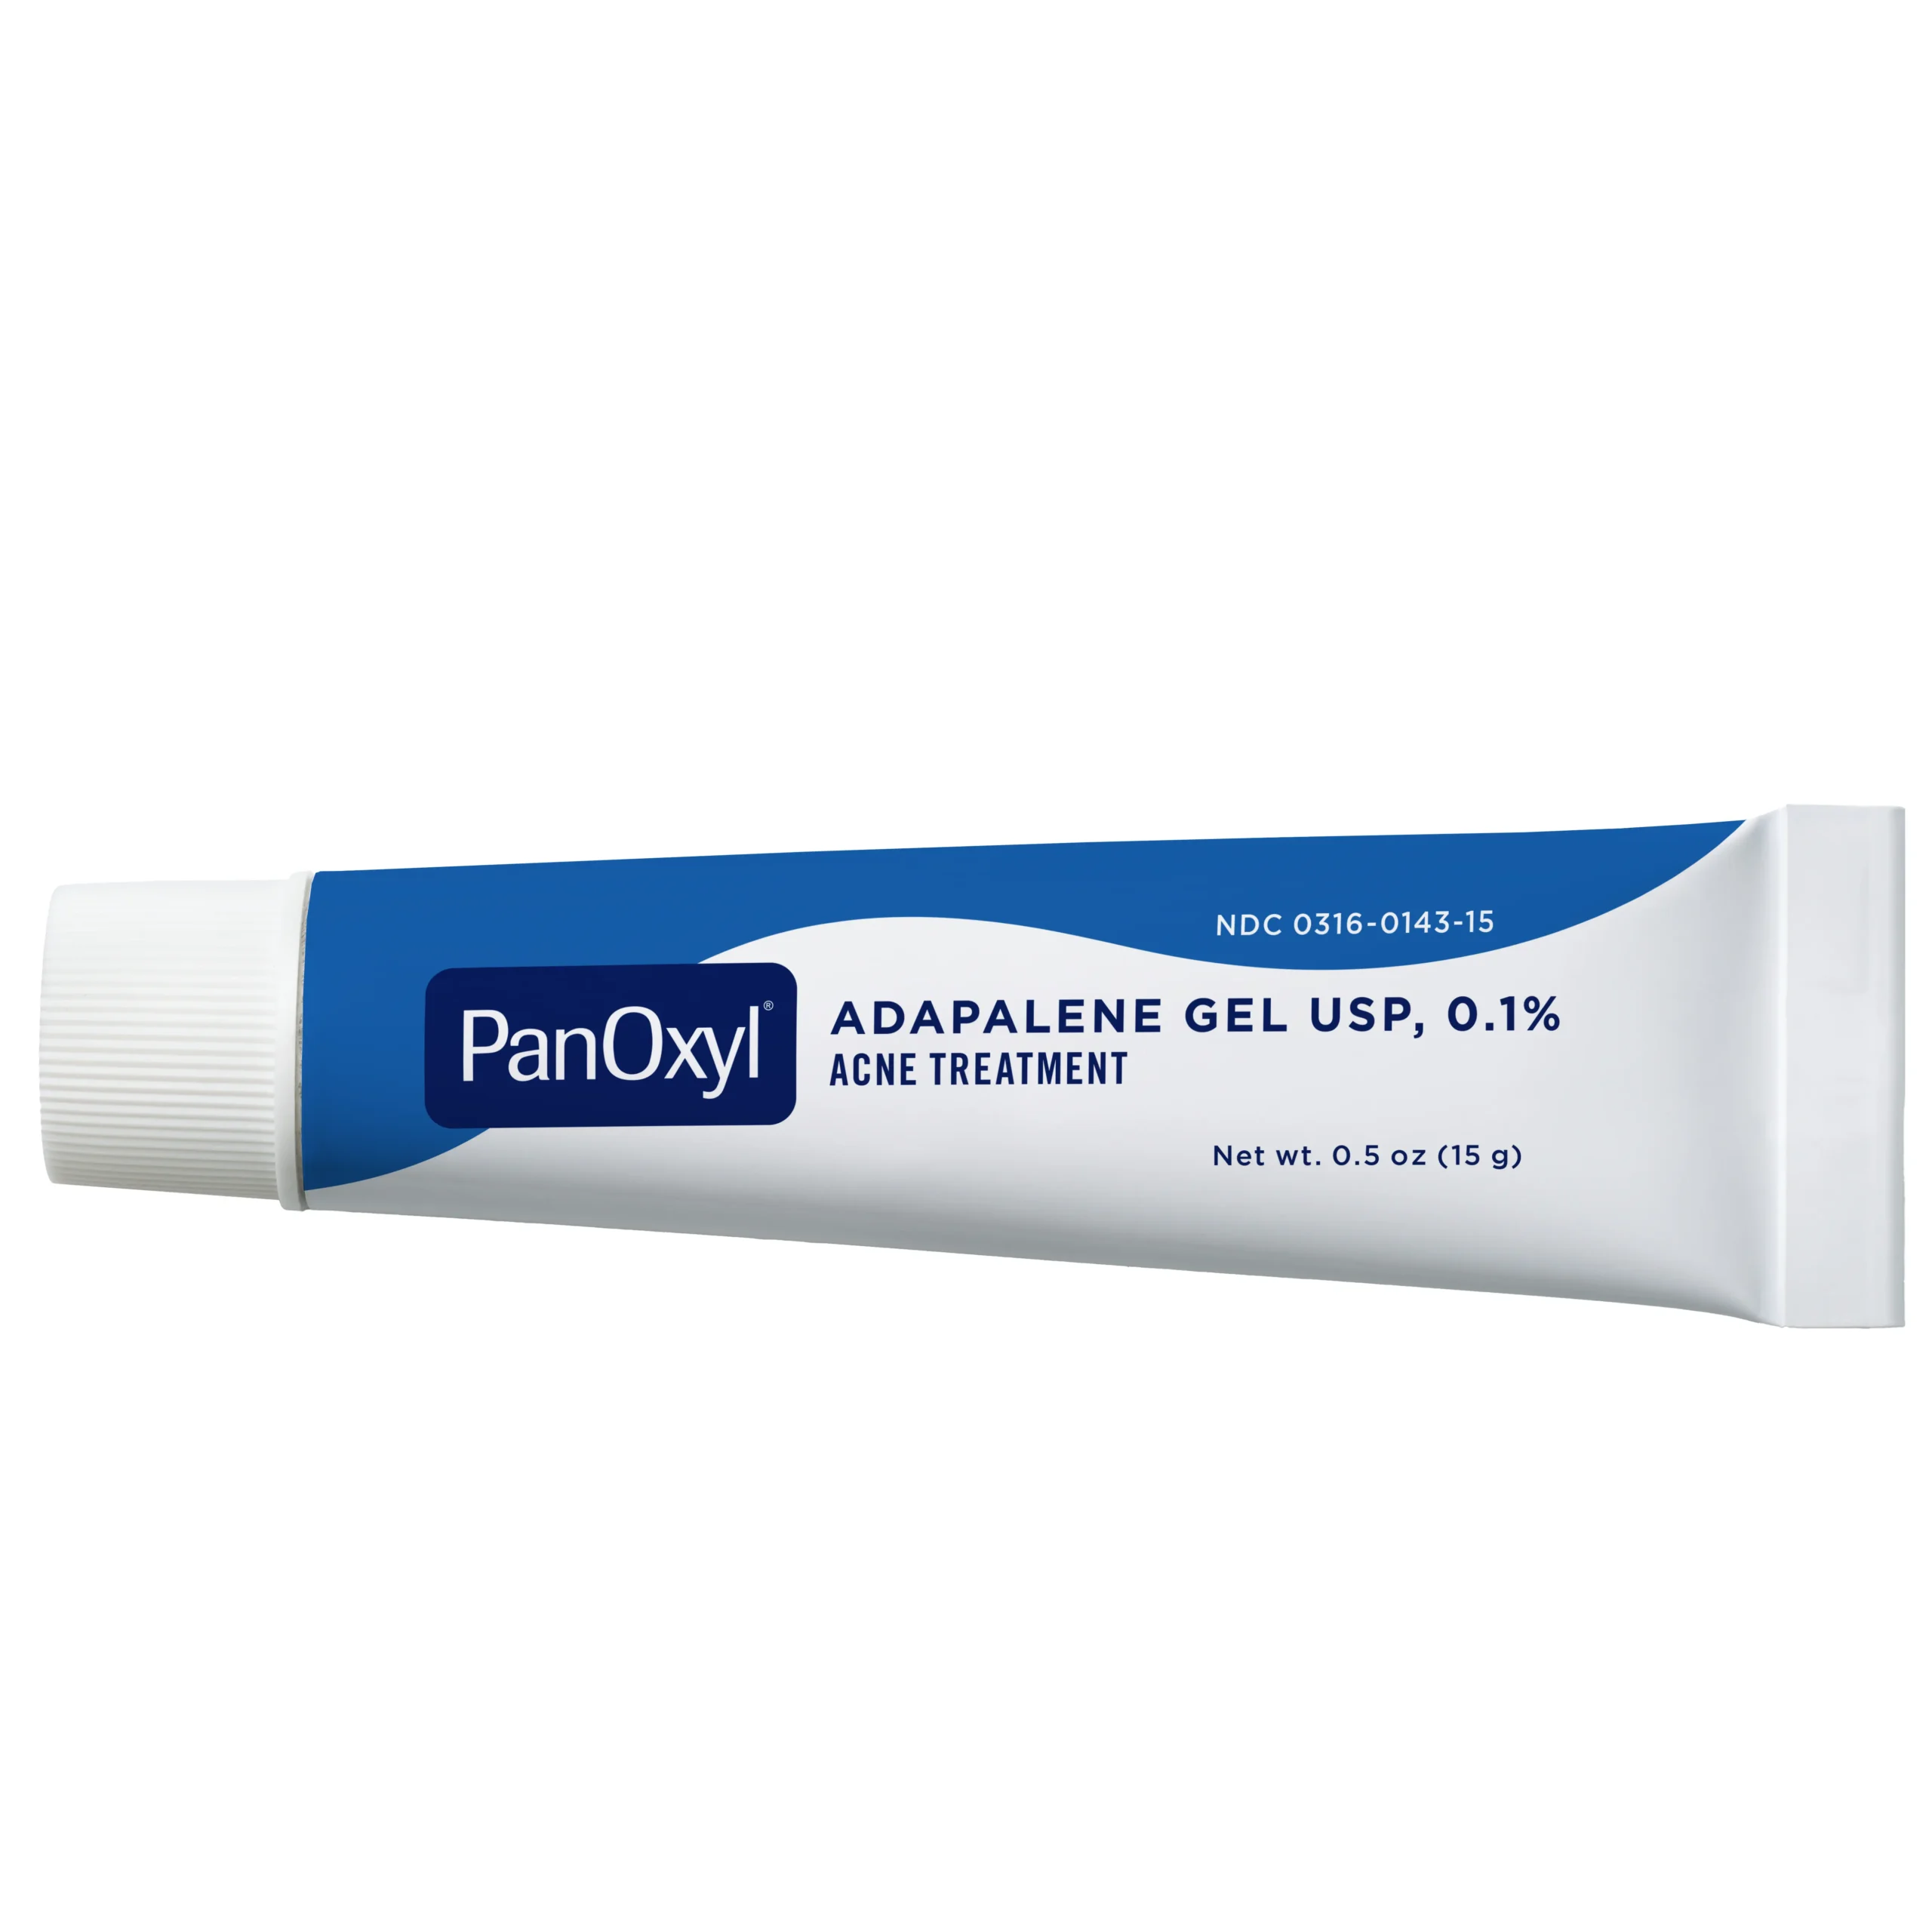 NDC 0316-0143-15
PanOxyl®
ADAPALENE GEL USP, 0.1%
ACNE TREATMENT
Net wt. 0.5 oz (15 g)